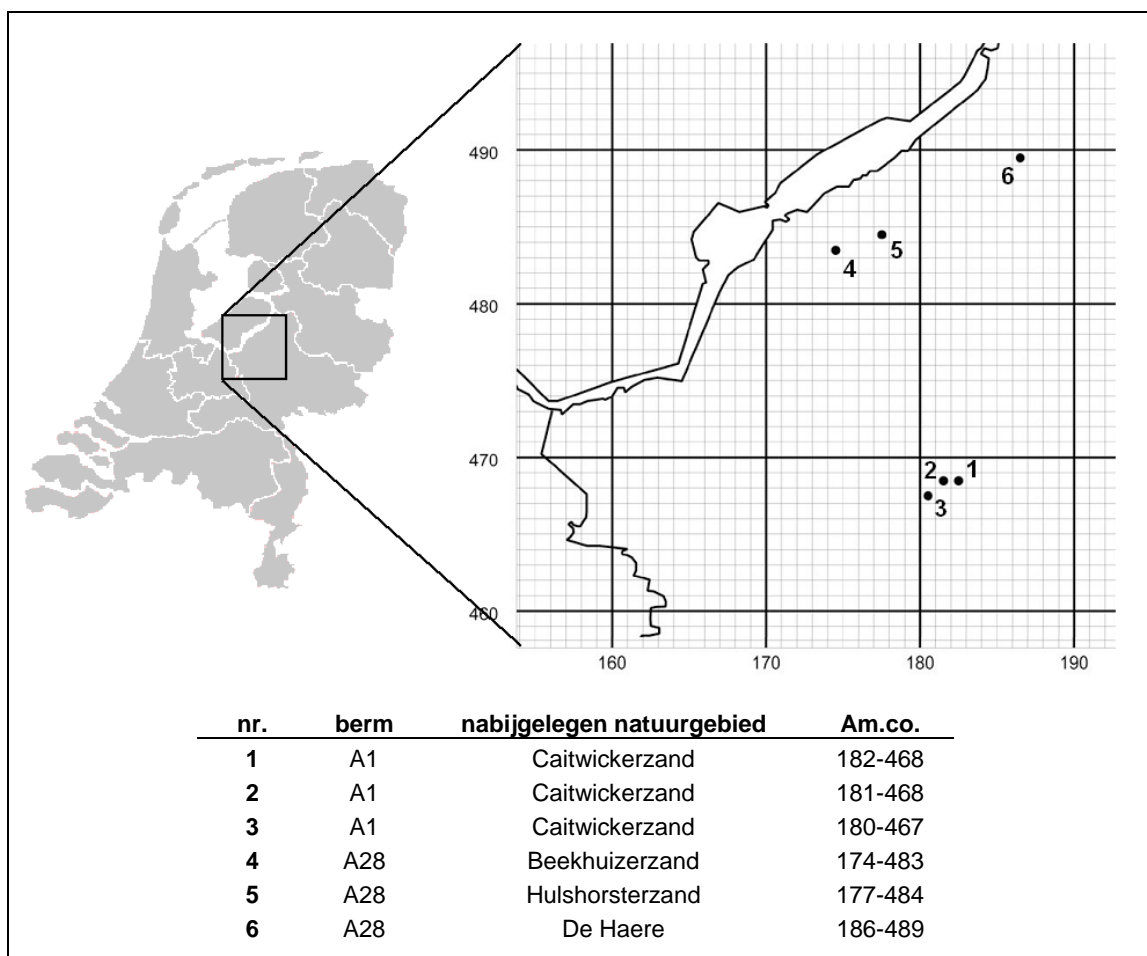 490
6
5
4
480
470
2 1
3
460
160 170 180 190
nr. berm nabijgelegen natuurgebied Am.co.
1 A1 Caitwickerzand 182-468
2 A1 Caitwickerzand 181-468
3 A1 Caitwickerzand 180-467
4 A28 Beekhuizerzand 174-483
5 A28 Hulshorsterzand 177-484
6 A28 De Haere 186-489